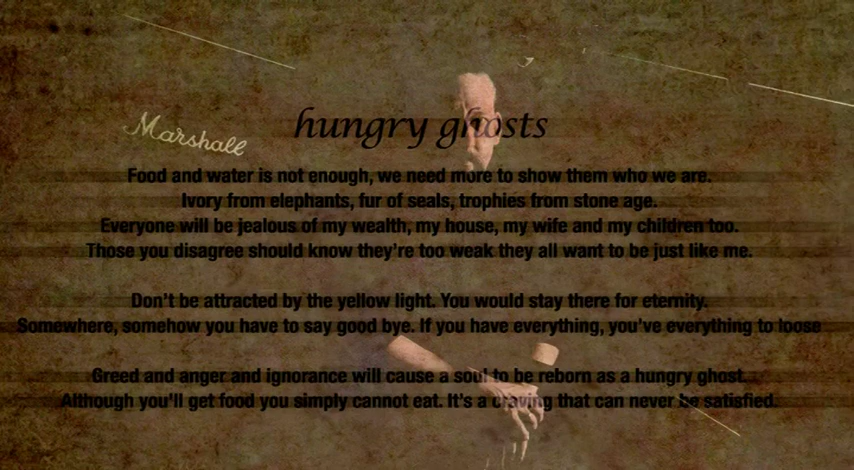 Marshall
hungry ghosts
Food and water is not enough, we need more to show them who we are.
Ivory from elephants, fur of seals, trophies from stone age.
Everyone will be jealous of my wealth, my house, my wife and my children too.
Those you disagree should know they're too weak they all want to be just like me.
Don't be attracted by the yellow light. You would stay there for eternity.
Somewhere, somehow you have to say good bye. If you have everything, you've everything to loose
Greed and anger and ignorance will cause a soul to be reborn as a hungry ghost.
Although you'll get food you simply cannot eat. It's a craving that can never be satisfied.